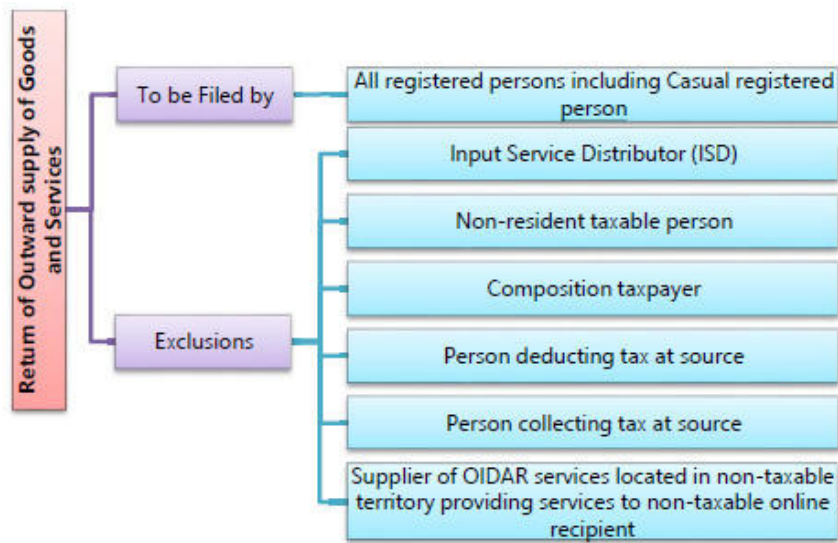 Return of Outward supply of Goods
and Services
To be Filed by
All registered persons including Casual registered
person
Exclusions
Input Service Distributor (ISD)
Non-resident taxable person
Composition taxpayer
Person deducting tax at source
Person collecting tax at source
Supplier of OIDAR services located in non-taxable
territory providing services to non-taxable online
recipient